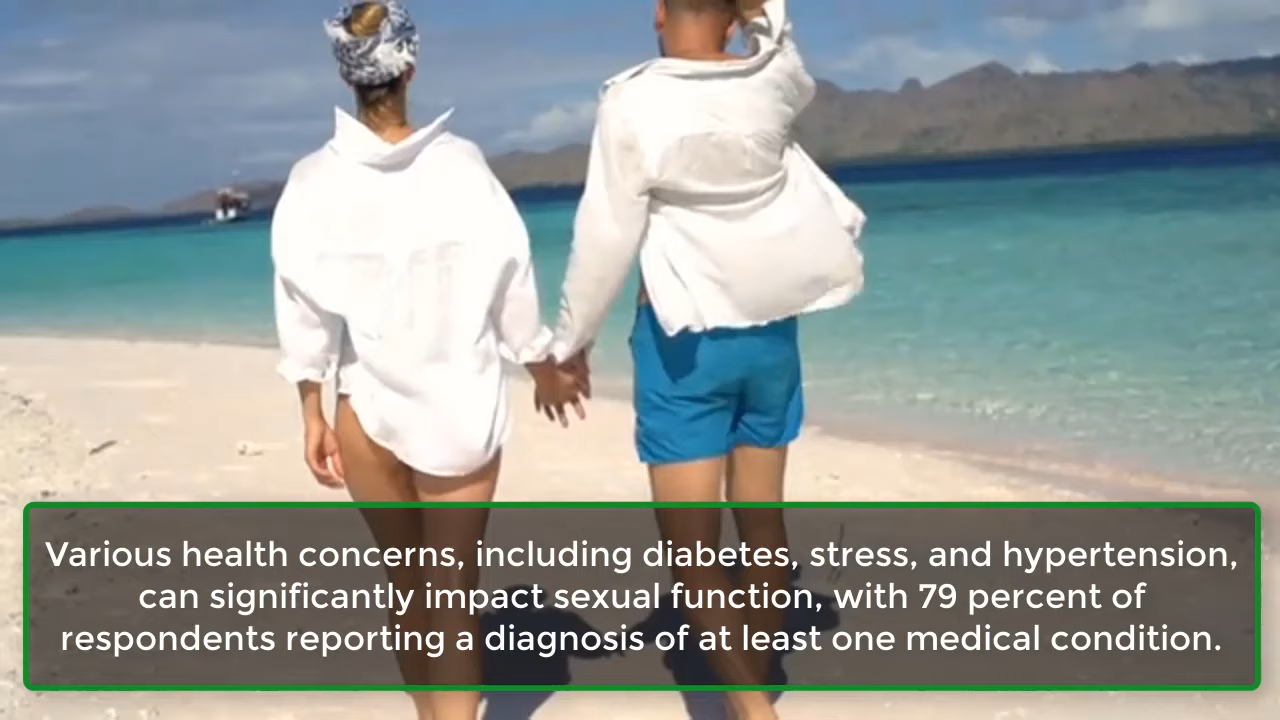 Various health concerns, including diabetes, stress, and hypertension,
can significantly impact sexual function, with 79 percent of
respondents reporting a diagnosis of at least one medical condition.